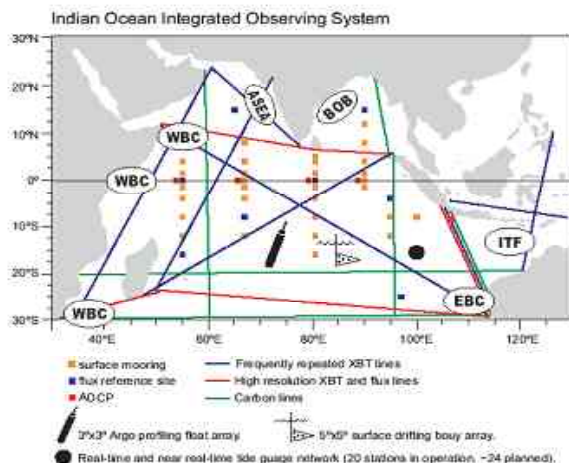 Indian Ocean Integrated Observing System
30°N
20°N
10°N
0°
10°S
20°S
30°S
ASEA
BOB
WBC
WBC
ITF
WBC
EBC
40°E 60°E 80°E 100°E 120°E
surface mooring
flux reference site
ADCP
Frequently repeated XBT lines
High resolution XBT and flux lines
Carbon lines
3°x3° Argo profiling float array.
5°x5° surface drifting bouy array.
Real-time and near real-time tide guage network (20 stations in operation, ~24 planned).